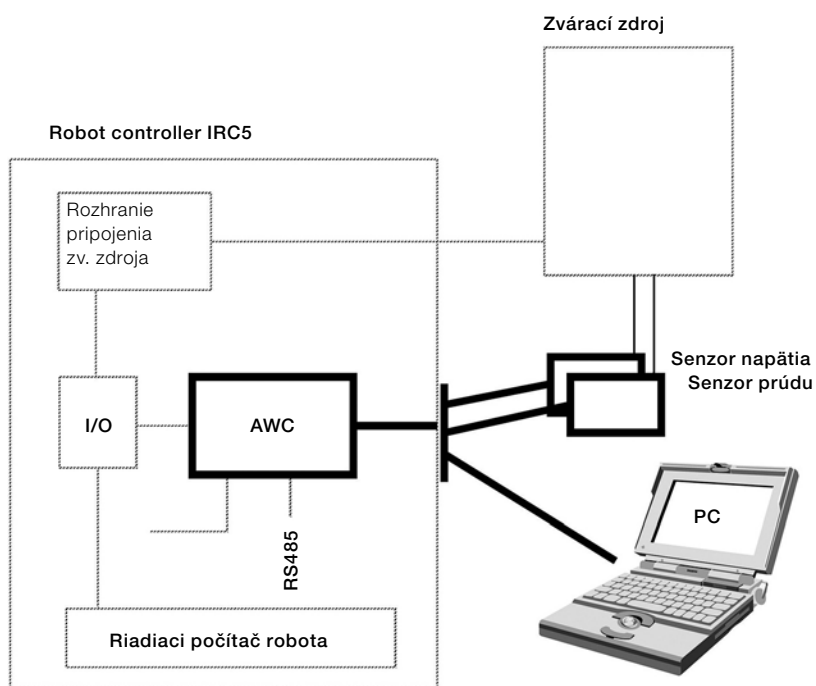 Zvárací zdroj
Robot controller IRC5
Rozhranie
pripojenia
zv. zdroja
Senzor napätia
Senzor prúdu
I/O
AWC
PC
RS485
Riadiaci počítač robota